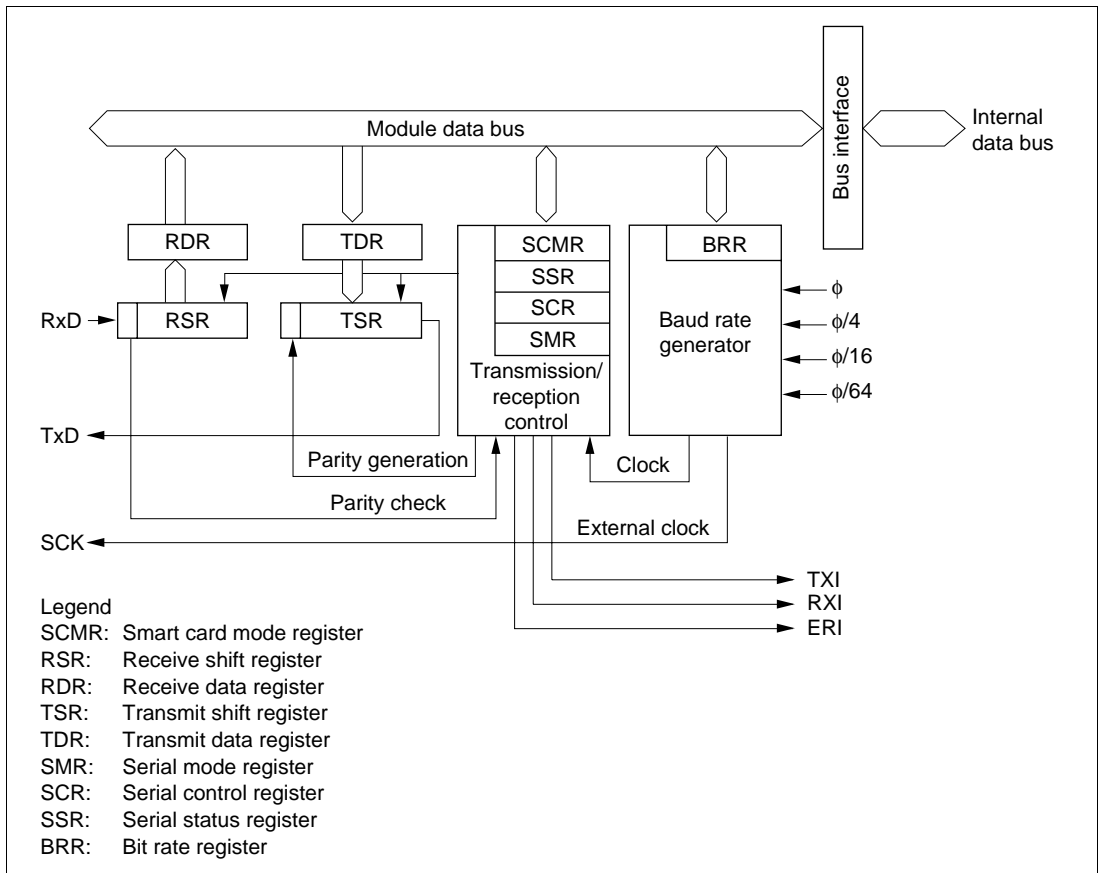 Module data bus
Bus interface
Internal
data bus
RDR
TDR
SCMR
SSR
SCR
SMR
Transmission/
reception
control
BRR
Baud rate
generator
ϕ
ϕ/4
ϕ/16
ϕ/64
RxD
RSR
TSR
TxD
Parity generation
Parity check
Clock
External clock
SCK
TXI
RXI
ERI
Legend
SCMR: Smart card mode register
RSR: Receive shift register
RDR: Receive data register
TSR: Transmit shift register
TDR: Transmit data register
SMR: Serial mode register
SCR: Serial control register
SSR: Serial status register
BRR: Bit rate register